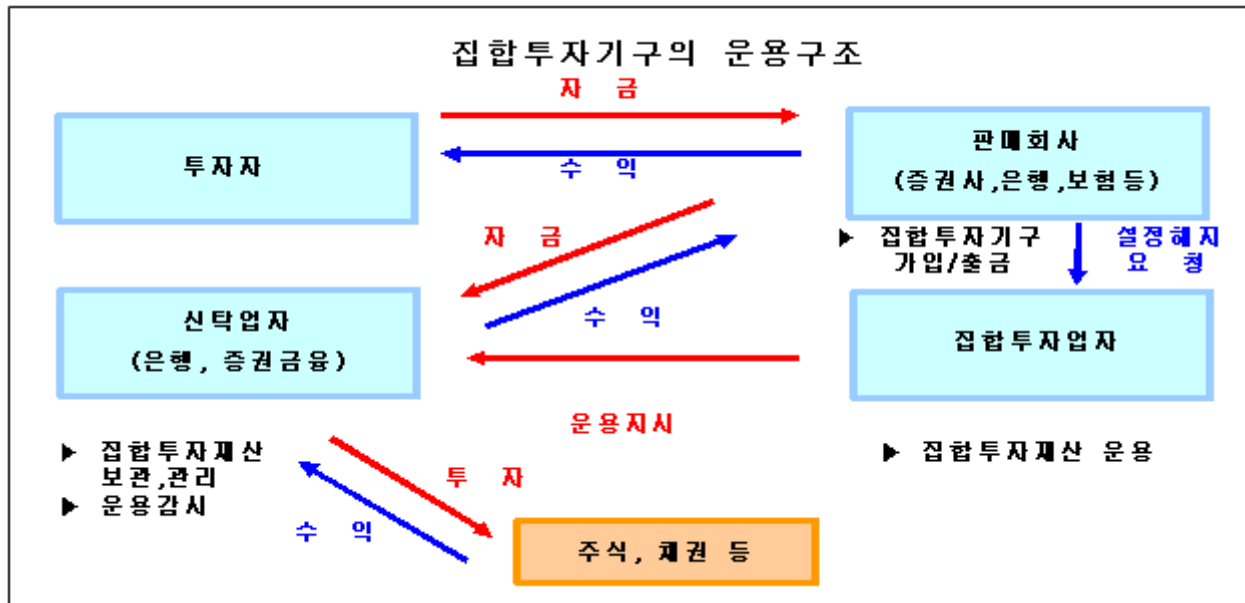 집합투자기구의 운용구조
자 금
투자자
수 익
판매회사
(증권사,은행,보험등)
자 금
▶ 집합투자기구
가입/출금
설정해지
요 청
신탁업자
(은행, 증권금융)
수 익
집합투자업자
운용지시
▶ 집합투자재산
보관,관리
▶ 운용감시
▶ 집합투자재산 운용
투 자
수 익
주식, 채권 등